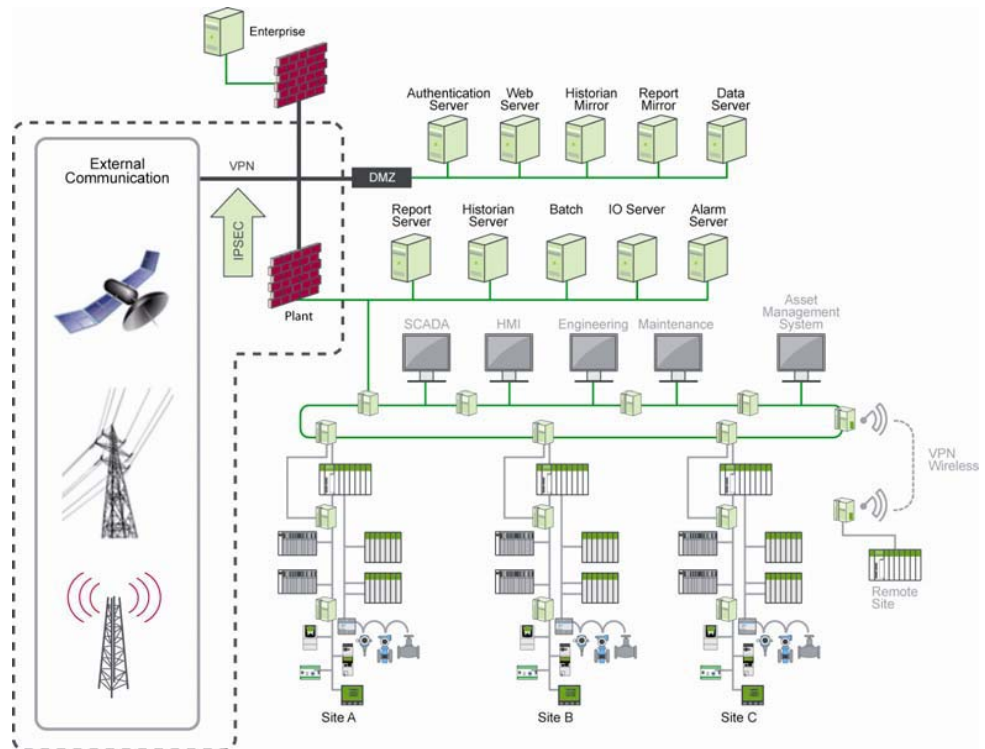 Enterprise
Authentication
Server
Web
Server
Historian
Mirror
Report
Mirror
Data
Server
External
Communication
VPN
DMZ
IPSEC
Report
Server
Historian
Server
Batch
IO Server
Alarm
Server
Plant
SCADA
HMI
Engineering
Maintenance
Asset
Management
System
VPN
Wireless
Remote
Site
Site A
Site B
Site C